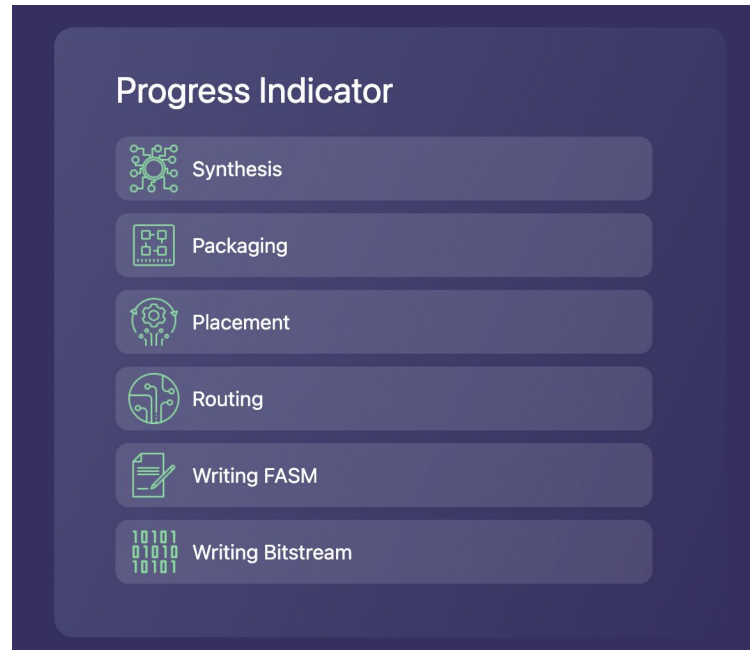 Progress Indicator
Synthesis
Packaging
Placement
Routing
Writing FASM
10101
01010
10101
Writing Bitstream